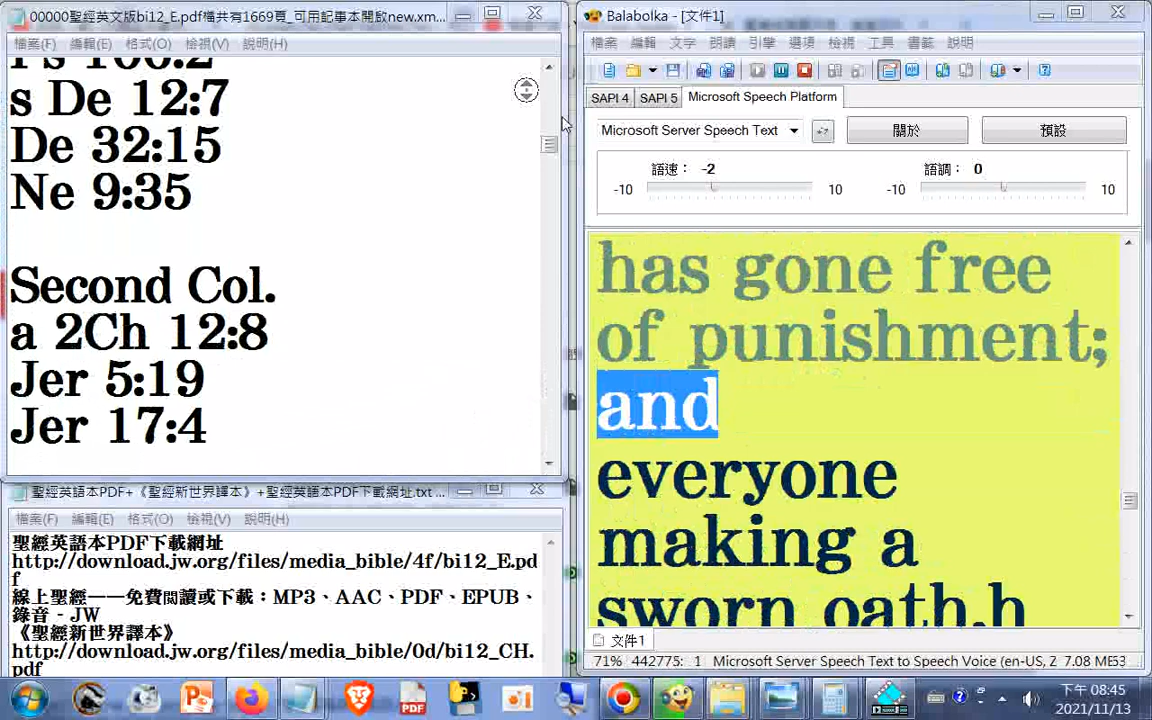 00000聖經英文版bi12_E.pdf檔共有1669頁_可用記事本開啟new.xm...
檔案(F) 編輯(E) 格式(O) 檢視(V) 說明(H)
s De 12:7
De 32:15
Ne 9:35
Second Col.
a 2Ch 12:8
Jer 5:19
Jer 17:4
聖經英語本PDF+《聖經新世界譯本》+聖經英語本PDF下載網址.txt ...
檔案(F) 編輯(E) 格式(O) 檢視(V) 說明(H)
聖經英語本PDF下載網址
http://download.jw.org/files/media_bible/4f/bi12_E.pd
f
線上聖經——免費閱讀或下載：MP3、AAC、PDF、EPUB、
錄音 - JW
《聖經新世界譯本》
http://download.jw.org/files/media_bible/0d/bi12_CH.
pdf
Balabolka - [文件1]
檔案 編輯 文字 朗讀 引擎 選項 檢視 工具 書籤 說明
SAPI 4 SAPI 5 Microsoft Speech Platform
Microsoft Server Speech Text 關於 預設
語速： -2 語調： 0
-10 10 -10 10
has gone free
of punishment;
and
everyone
making a
sworn oath,h
文件1
71% 442775: 1 Microsoft Server Speech Text to Speech Voice (en-US, Z 7.08 ME53
PDF
下午 08:45
2021/11/13